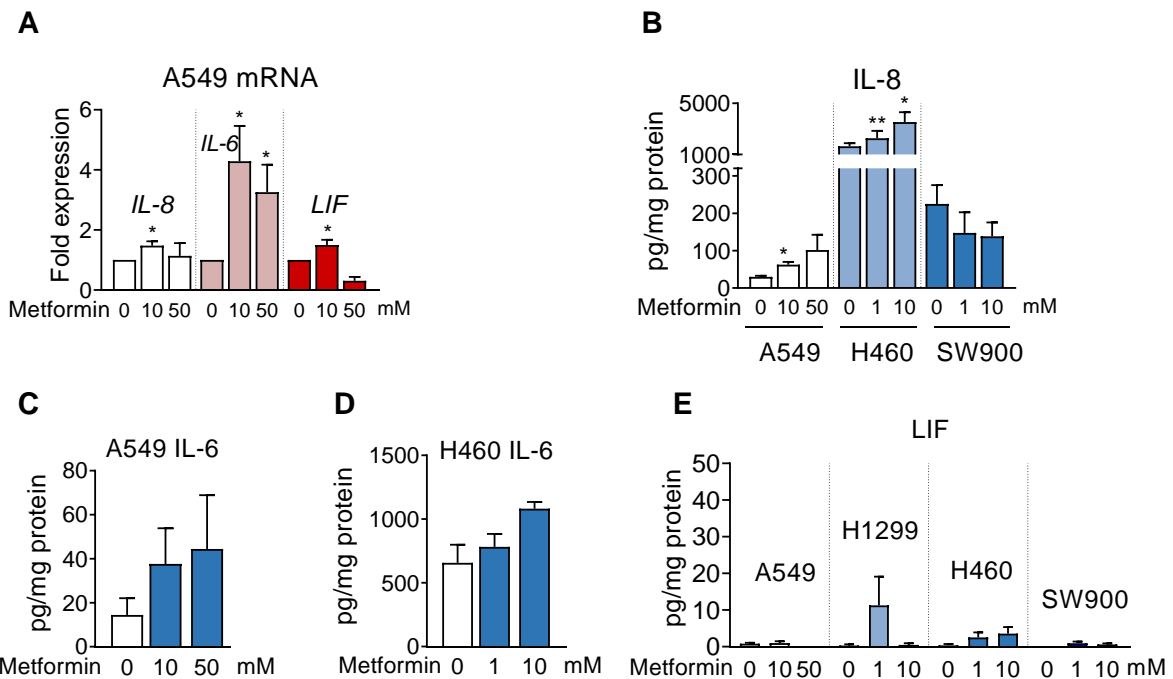 A
A549 mRNA
Fold expression
6
4
2
0
IL-8
*
IL-6
*
*
LIF
*
Metformin 0 10 50 0 10 50 0 10 50 mM
B
IL-8
pg/mg protein
5000
1000
300
200
100
0
*
**
*
Metformin 0 10 50 0 1 10 0 1 10 mM
A549 H460 SW900
C
A549 IL-6
pg/mg protein
80
60
40
20
0
Metformin 0 10 50 mM
D
H460 IL-6
pg/mg protein
1500
1000
500
0
Metformin 0 1 10 mM
E
LIF
pg/mg protein
50
40
30
20
10
0
A549
H1299
H460
SW900
Metformin 0 10 50 0 1 10 0 1 10 0 1 10 mM